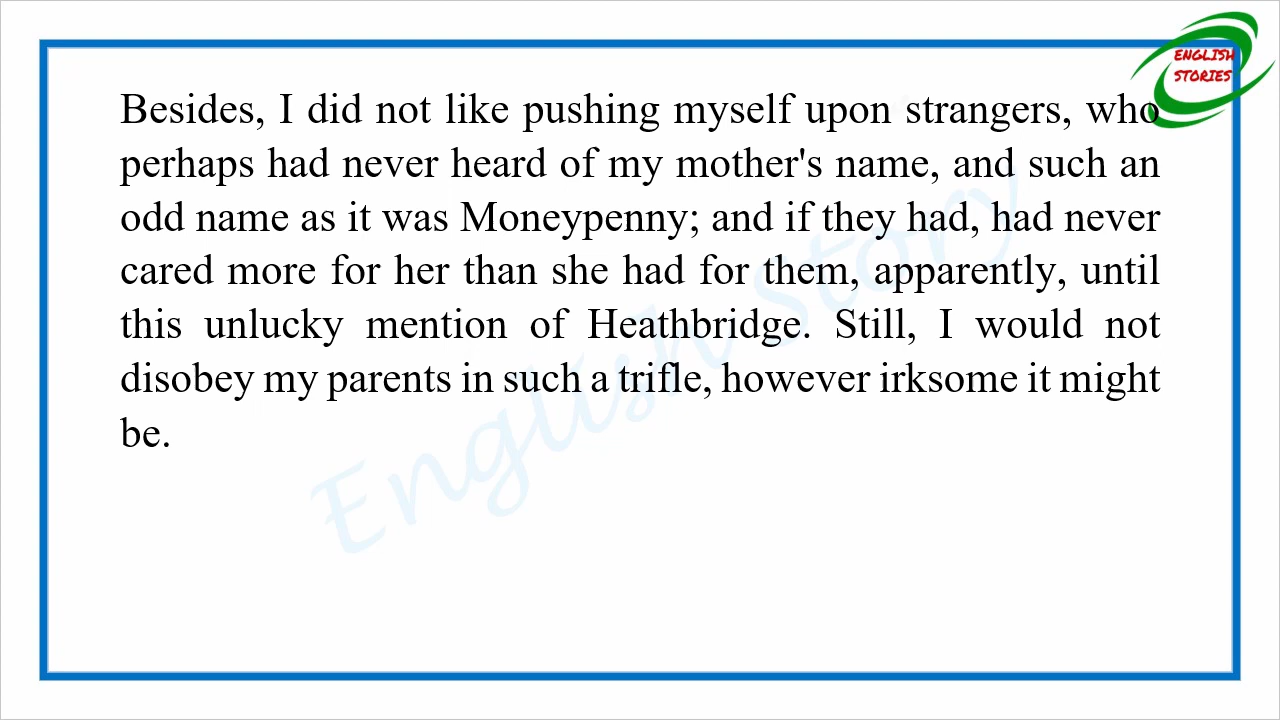 ENGLISH
STORIES
Besides, I did not like pushing myself upon strangers, who
perhaps had never heard of my mother's name, and such an
odd name as it was Moneypenny; and if they had, had never
cared more for her than she had for them, apparently, until
this unlucky mention of Heathbridge. Still, I would not
disobey my parents in such a trifle, however irksome it might
be.
English Story